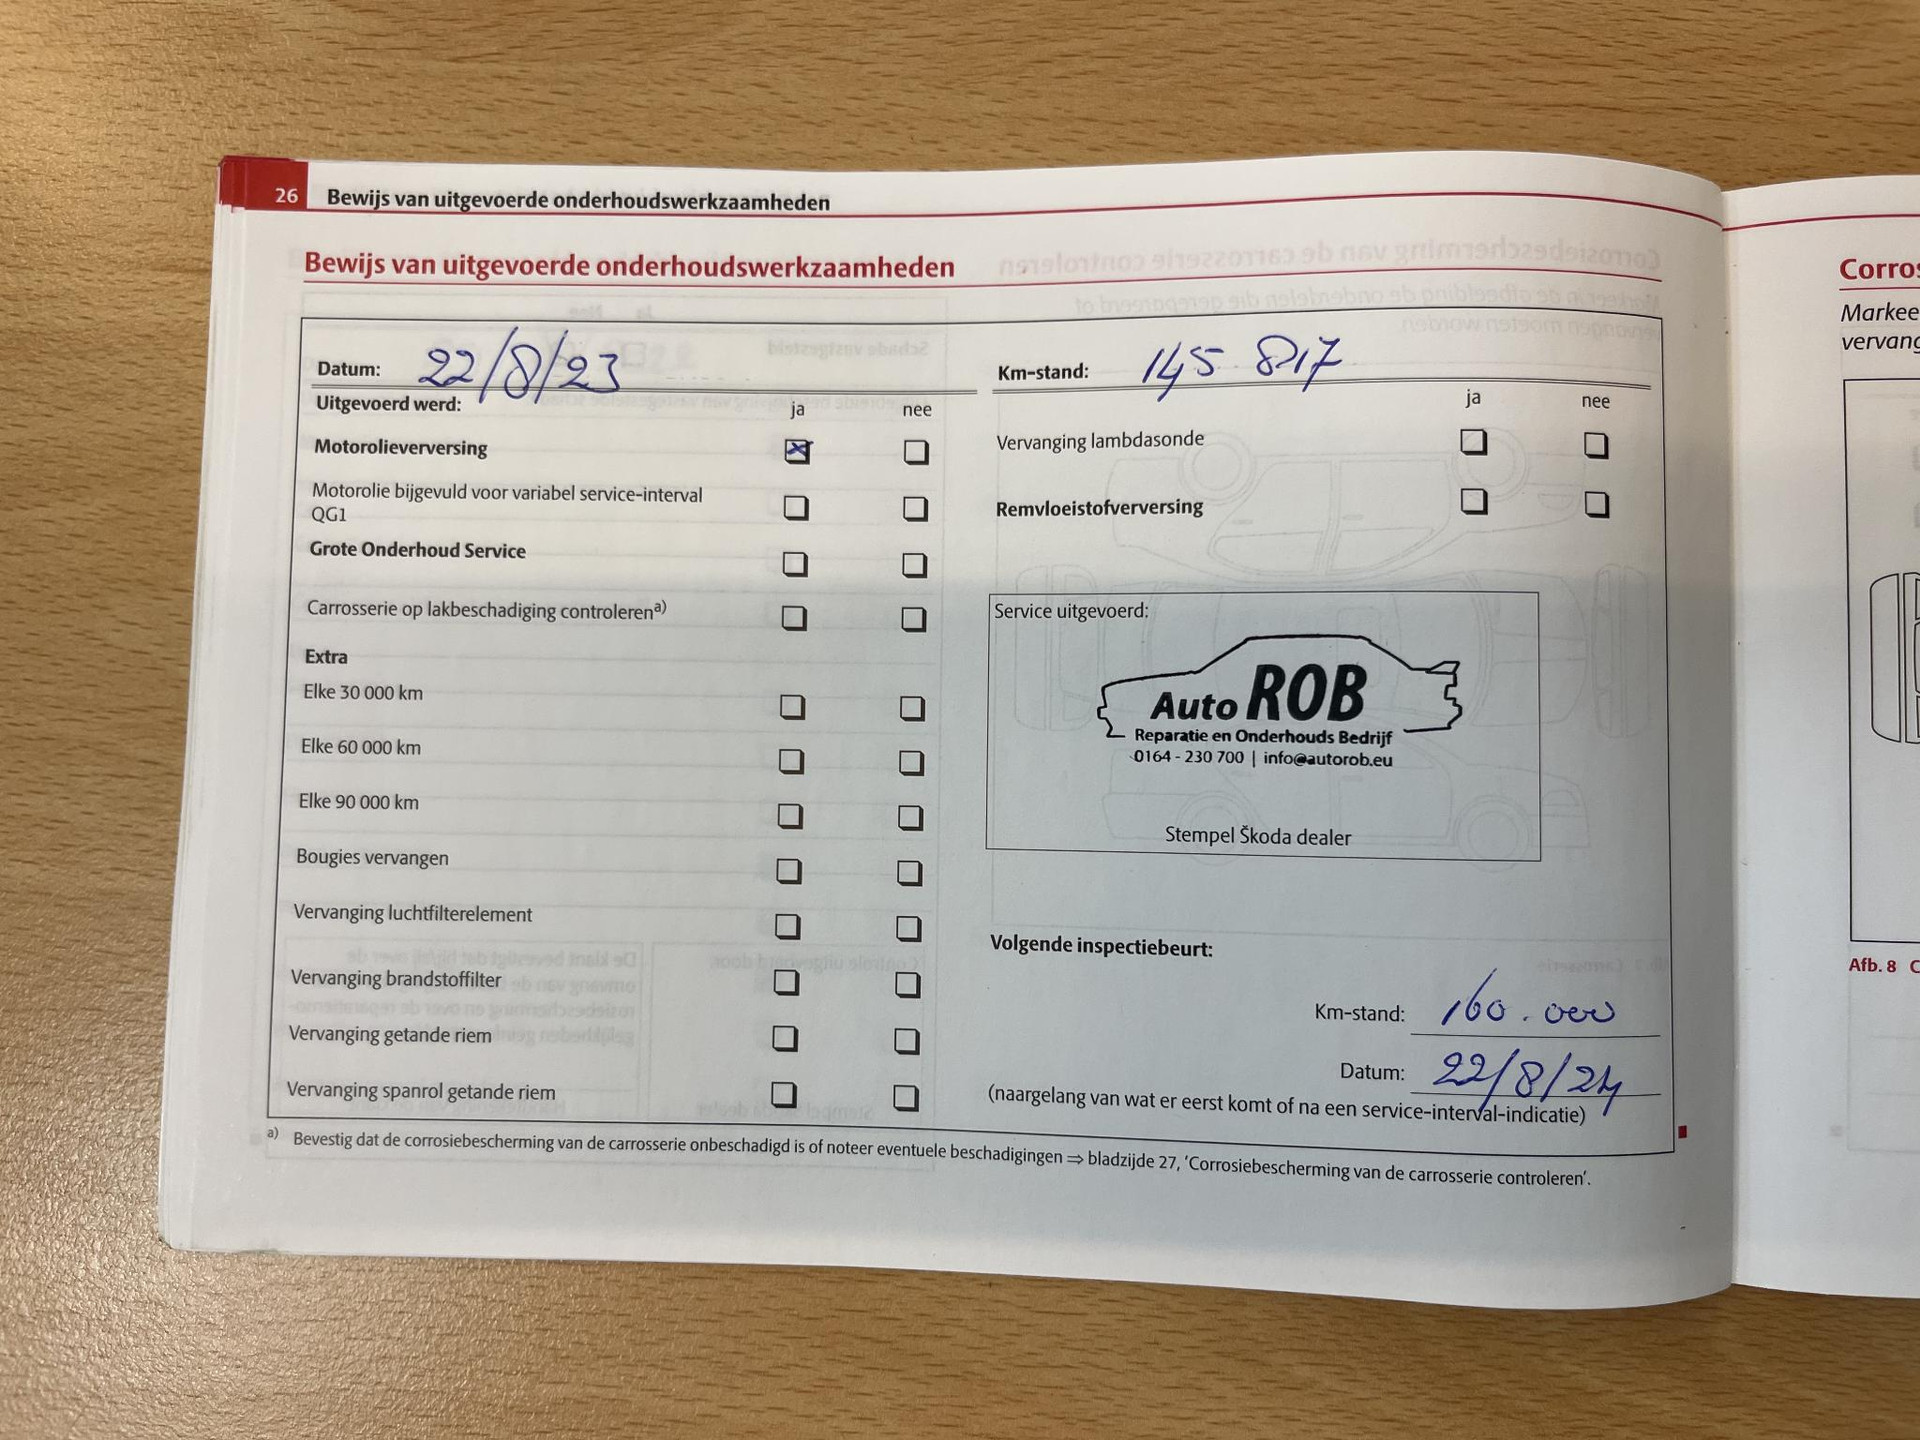 26 Bewijs van uitgevoerde onderhoudswerkzaamheden
Bewijs van uitgevoerde onderhoudswerkzaamheden
Datum: 22/8/23
Km-stand: 145.817
Uitgevoerd werd: ja nee
ja nee
Motorolieverversing
Vervanging lambdasonde
Motorolie bijgevuld voor variabel service-interval
QG1
Remvloeistofverversing
Grote Onderhoud Service
Carrosserie op lakbeschadiging controlerena)
Extra
Elke 30 000 km
Elke 60 000 km
Elke 90 000 km
Bougies vervangen
Vervanging luchtfilterelement
Vervanging brandstoffilter
Vervanging getande riem
Vervanging spanrol getande riem
Service uitgevoerd:
Auto ROB
Reparatie en Onderhouds Bedrijf
0164 - 230 700 | info@autorob.eu
Stempel Škoda dealer
Volgende inspectiebeurt:
Km-stand: 160.000
Datum: 22/8/24
(naargelang van wat er eerst komt of na een service-interval-indicatie)
a) Bevestig dat de corrosiebescherming van de carrosserie onbeschadigd is of noteer eventuele beschadigingen ⇒ bladzijde 27, 'Corrosiebescherming van de carrosserie controleren'.
Afb. 8